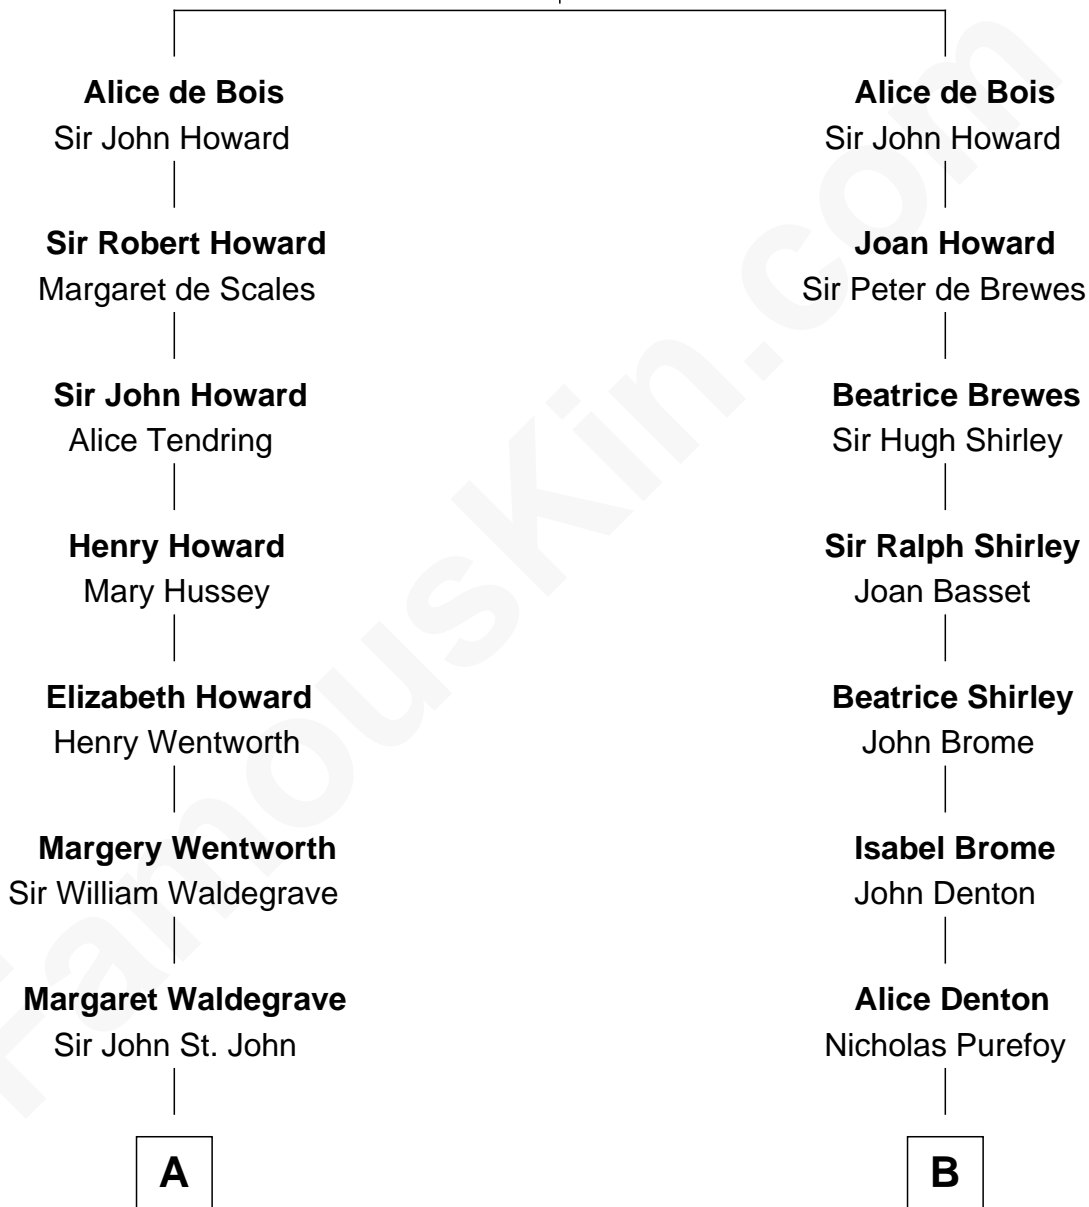 Alice de Bois
Sir John Howard
Sir Robert Howard
Margaret de Scales
Sir John Howard
Alice Tendring
Henry Howard
Mary Hussey
Elizabeth Howard
Henry Wentworth
Margery Wentworth
Sir William Waldegrave
Margaret Waldegrave
Sir John St. John
A
Alice de Bois
Sir John Howard
Joan Howard
Sir Peter de Brewes
Beatrice Brewes
Sir Hugh Shirley
Sir Ralph Shirley
Joan Basset
Beatrice Shirley
John Brome
Isabel Brome
John Denton
Alice Denton
Nicholas Purefoy
B
FamousKin.com